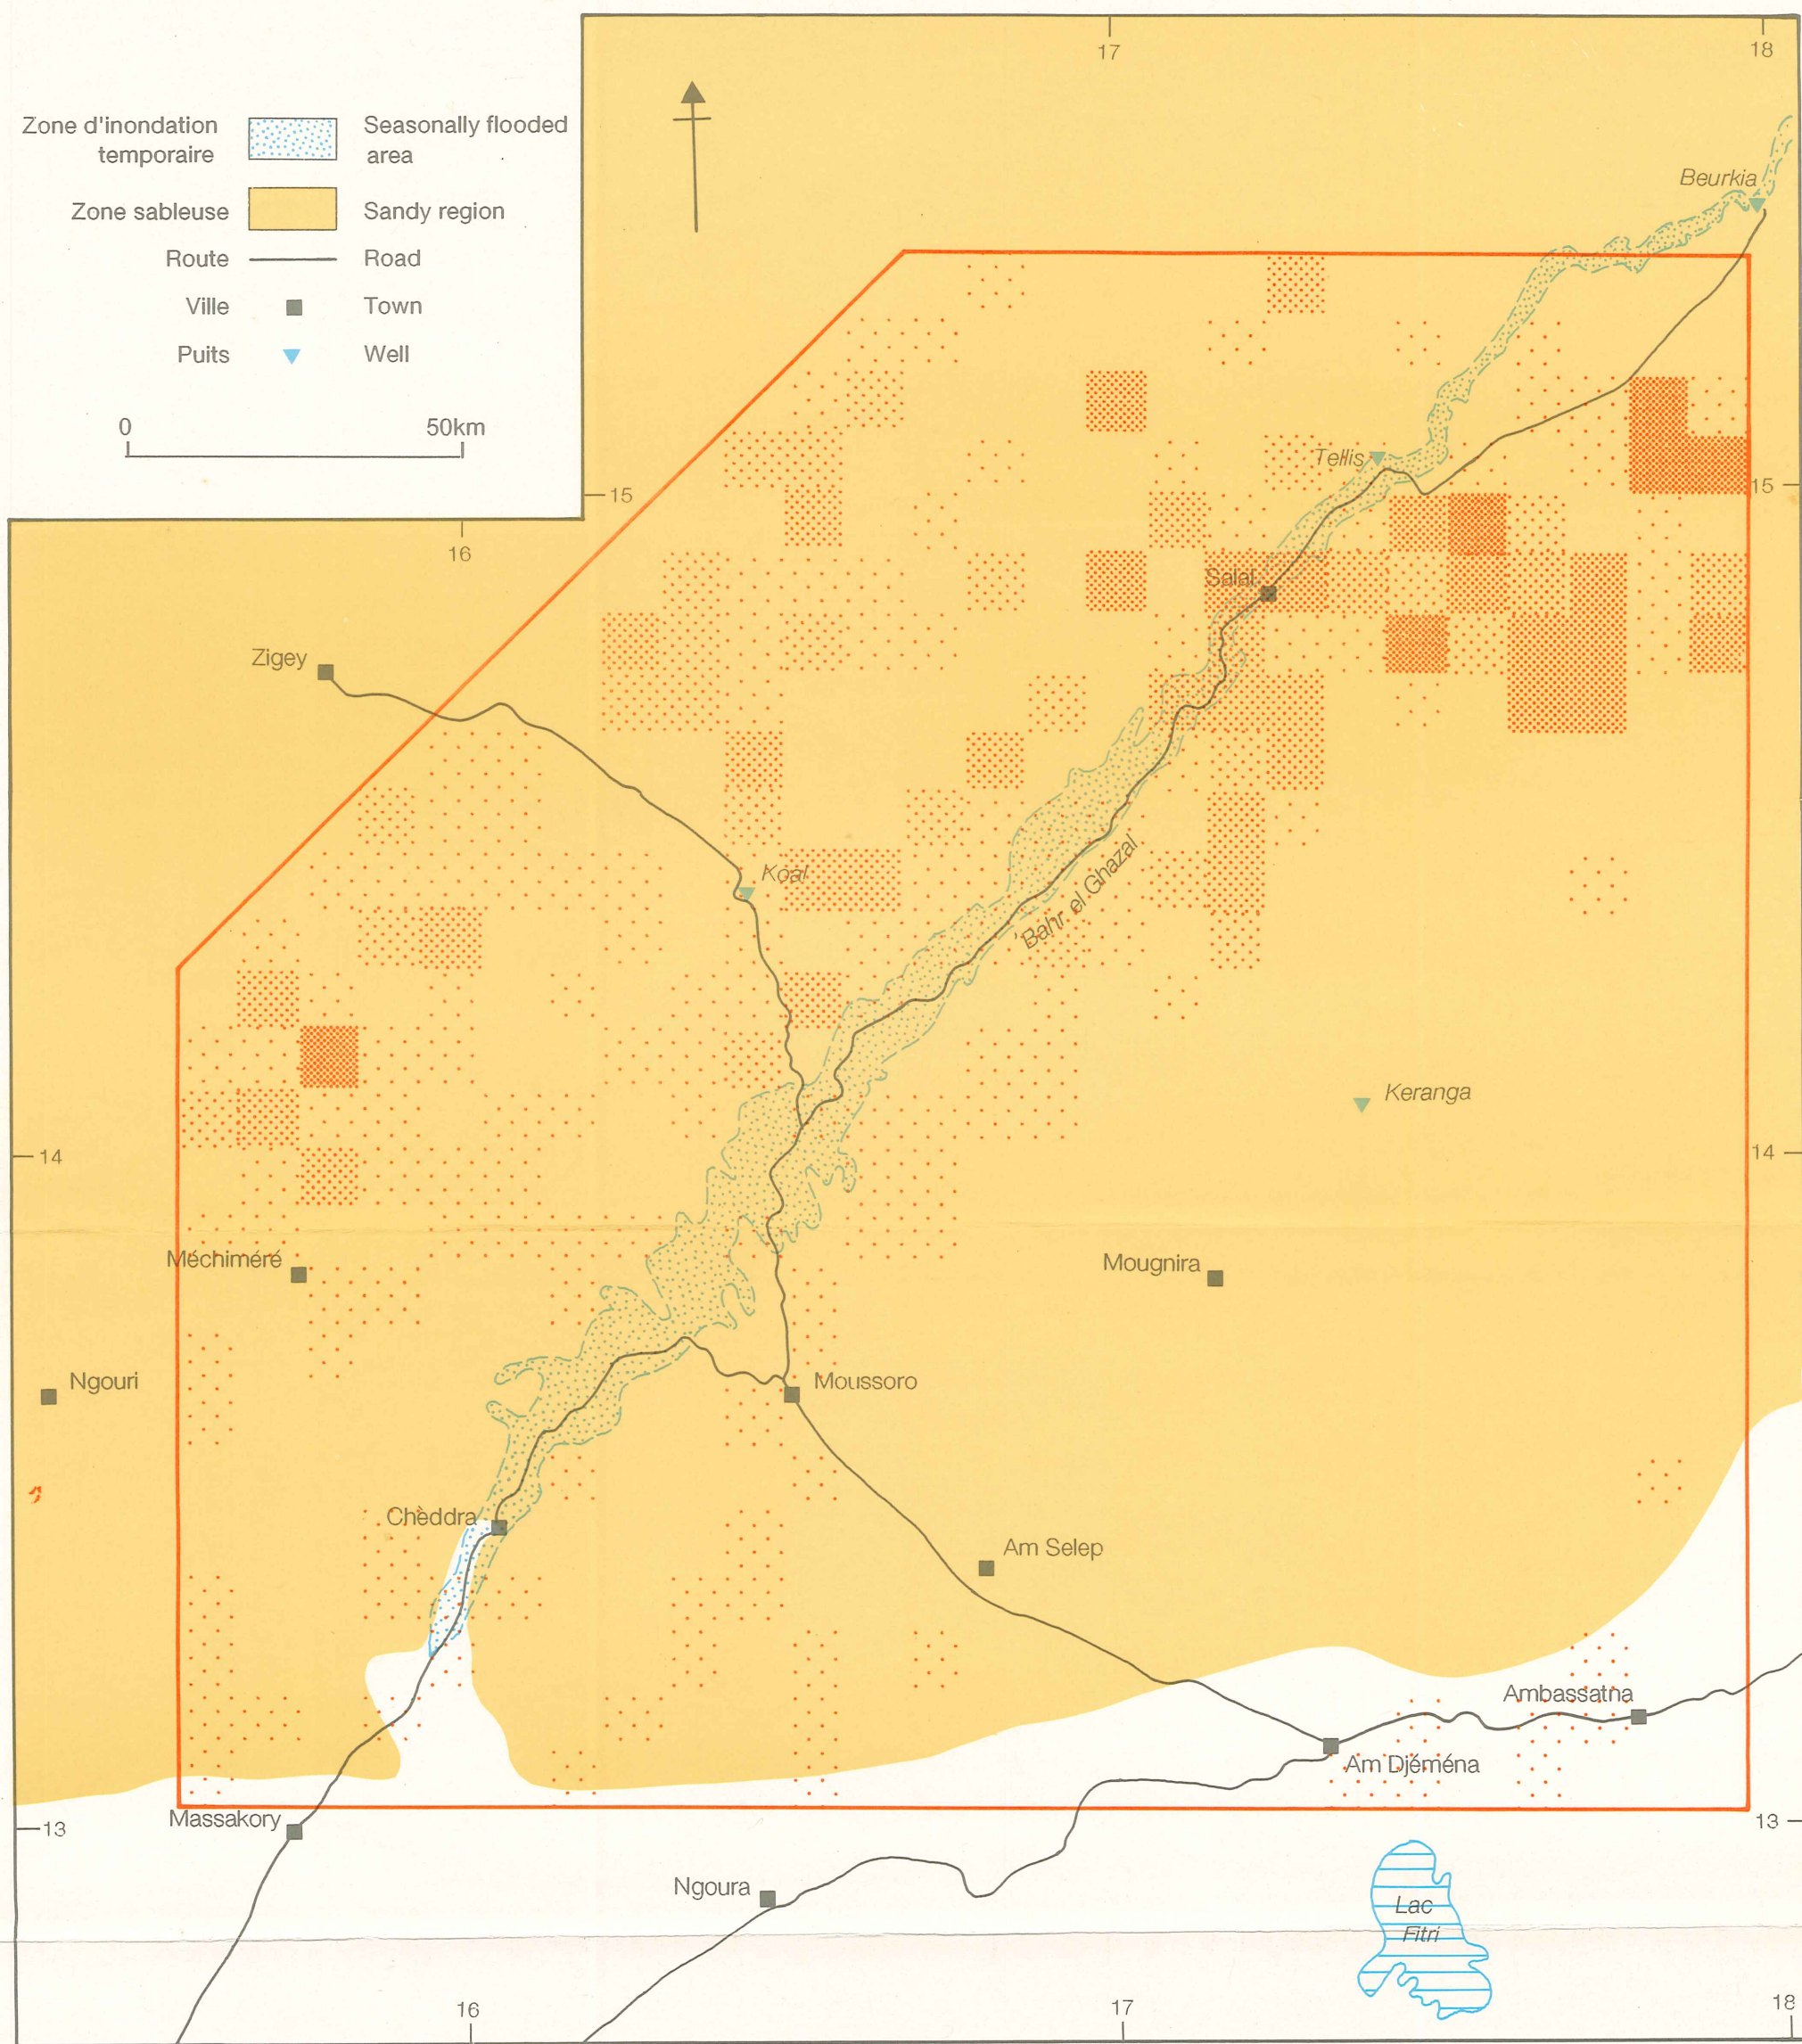 17
18
Zone d'inondation temporaire
Seasonally flooded area
Zone sableuse
Sandy region
Route
Road
Ville
Town
Puits
Well
0
50km
Beurkia
Tellis
15
15
16
Salal
Zigey
Koal
Bahr el Ghazal
Keranga
14
14
Méchiméré
Mougnira
Ngouri
Moussoro
Chèddra
Am Selep
Ambassatna
Am Djéména
Massakory
13
13
Ngoura
Lac
Fitri
16
17
18